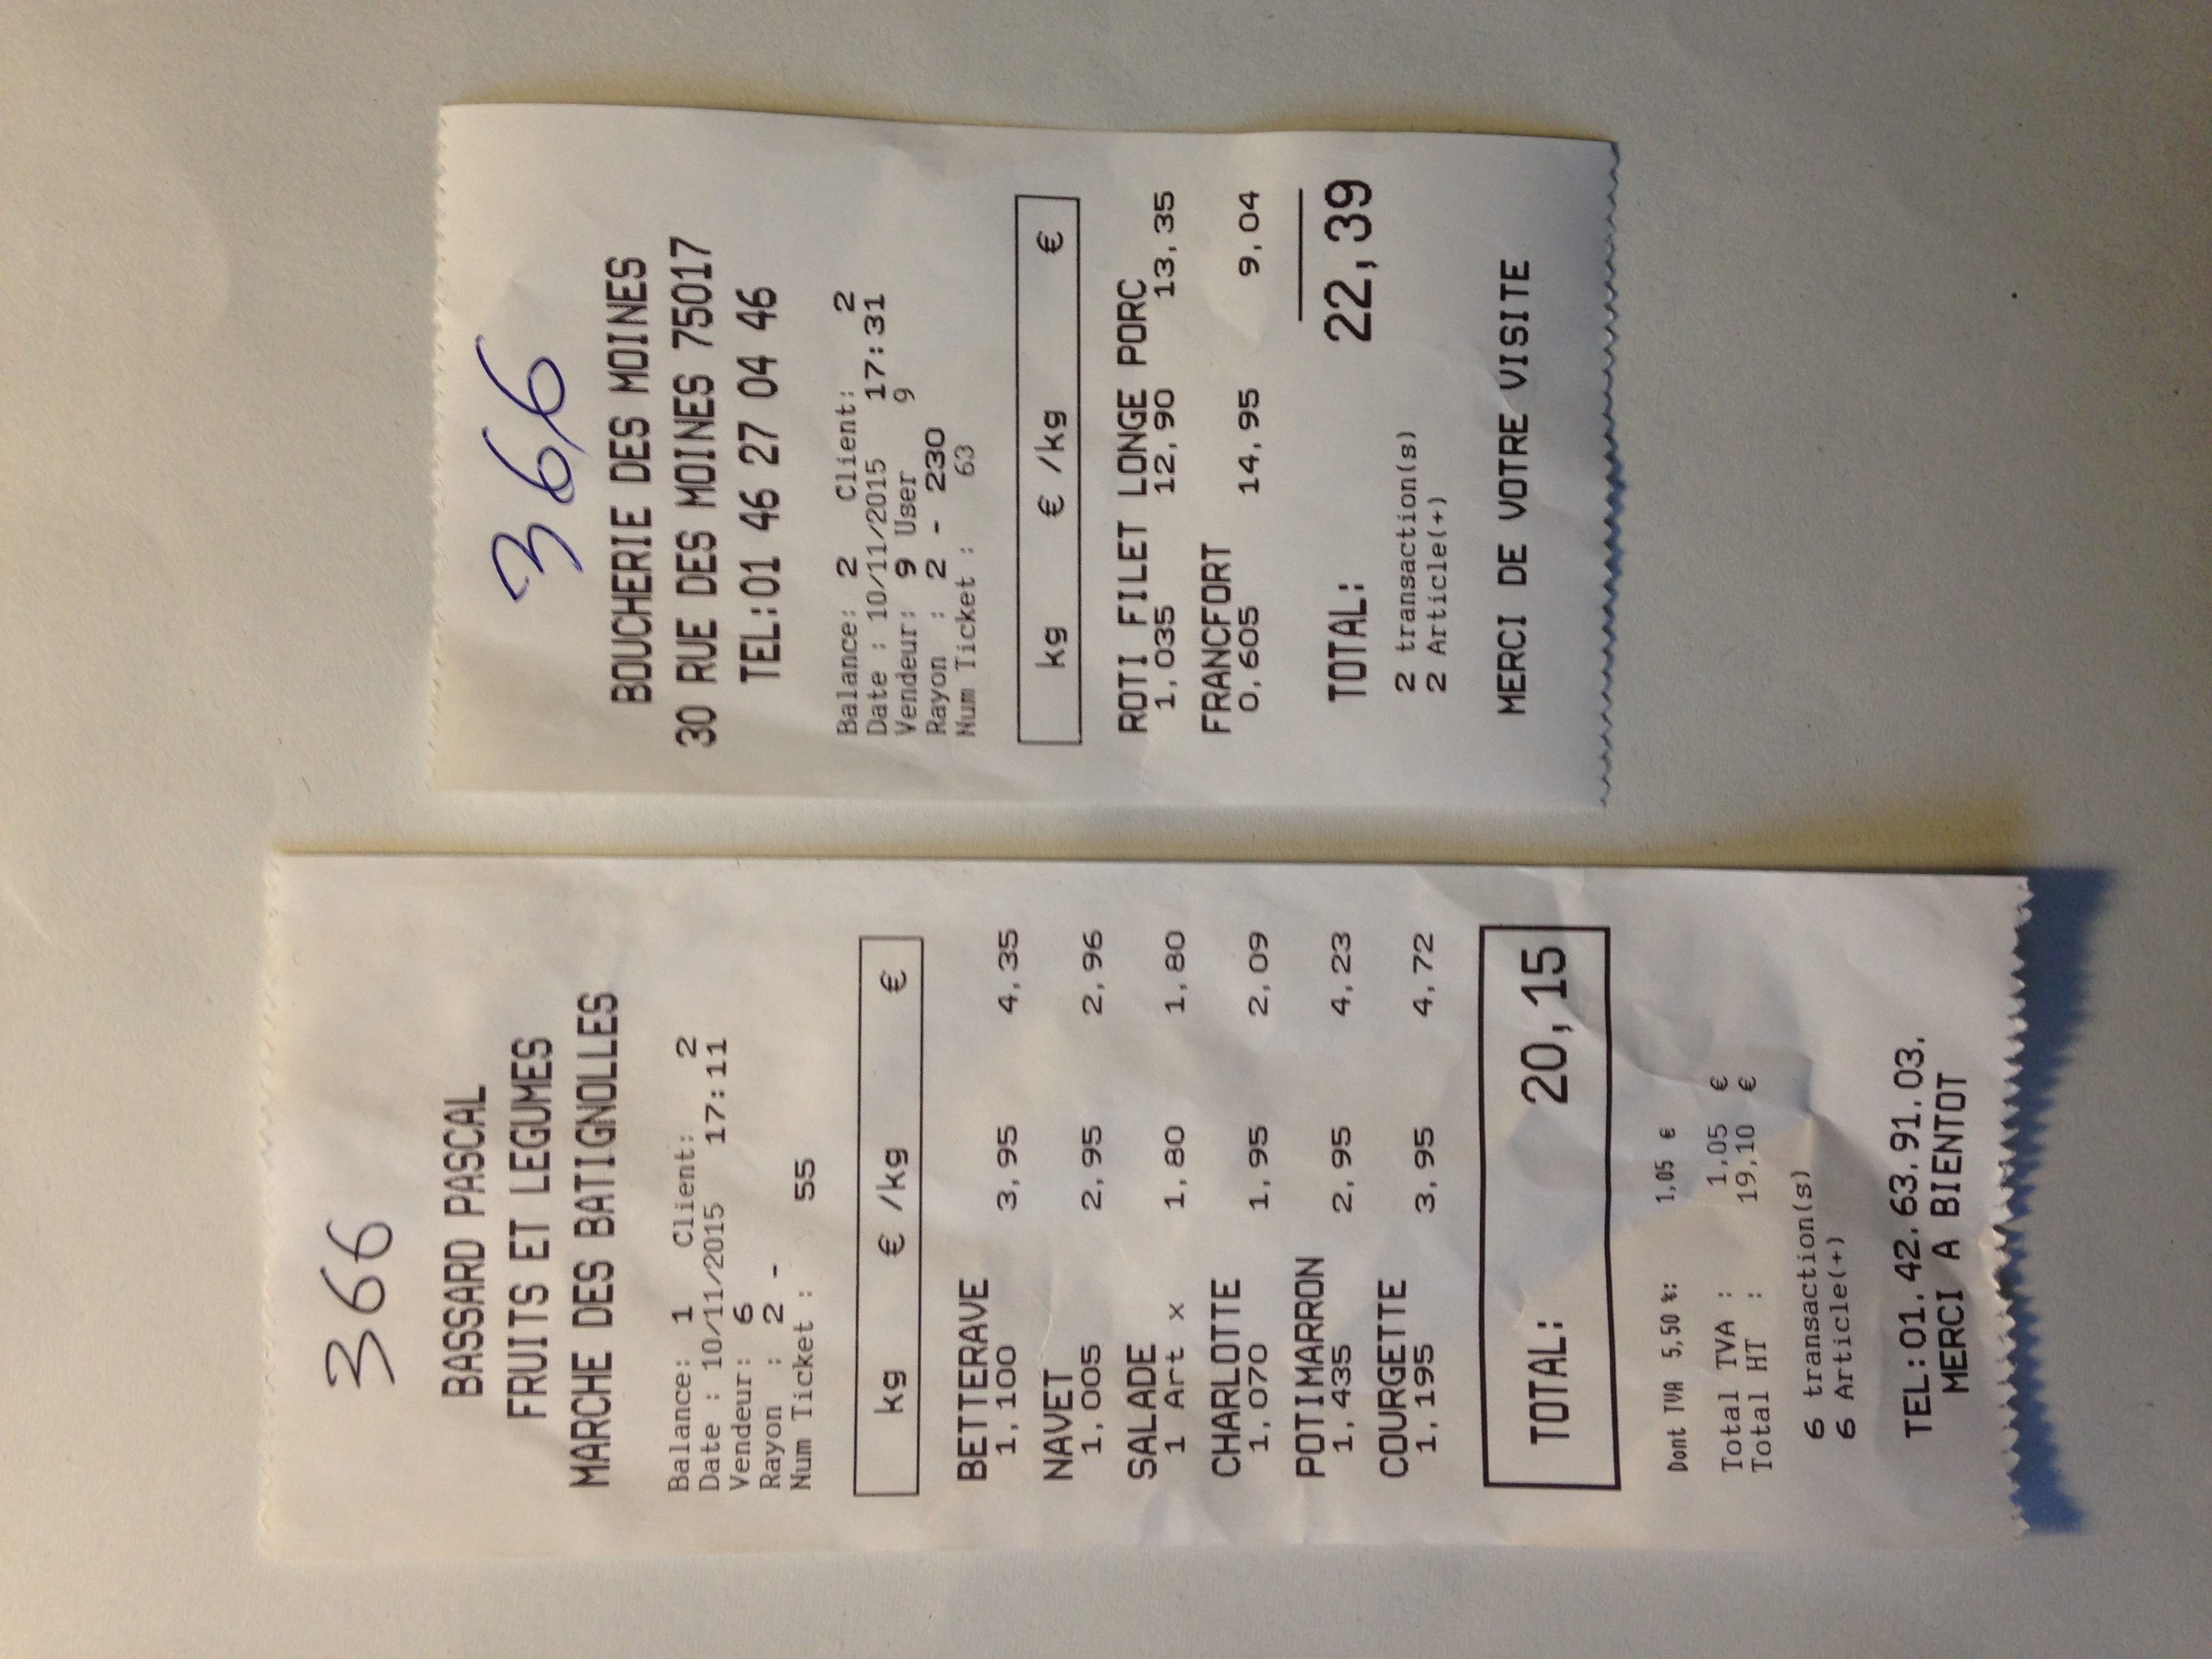 366
BASSARD PASCAL
FRUITS ET LEGUMES
MARCHE DES BATIGNOLLES
Balance: 1 Client: 2
Date : 10/11/2015 17:11
Vendeur: 6
Rayon : 2 -
Num Ticket : 55
kg € /kg €
BETTERAVE
1,100 3,95 4,35
NAVET
1,005 2,95 2,96
SALADE
1 Art x 1,80 1,80
CHARLOTTE
1,070 1,95 2,09
POTIMARRON
1,435 2,95 4,23
COURGETTE
1,195 3,95 4,72
TOTAL: 20,15
Dont TVA 5,50 %: 1,05 €
Total TVA : 1,05 €
Total HT : 19,10 €
6 transaction(s)
6 Article(+)
TEL:01.42.63.91.03.
MERCI A BIENTOT
366
BOUCHERIE DES MOINES
30 RUE DES MOINES 75017
TEL:01 46 27 04 46
Balance: 2 Client: 2
Date : 10/11/2015 17:31
Vendeur: 9 User 9
Rayon : 2 - 230
Num Ticket : 63
kg € /kg €
ROTI FILET LONGE PORC
1,035 12,90 13,35
FRANCFORT
0,605 14,95 9,04
TOTAL: 22,39
2 transaction(s)
2 Article(+)
MERCI DE VOTRE VISITE